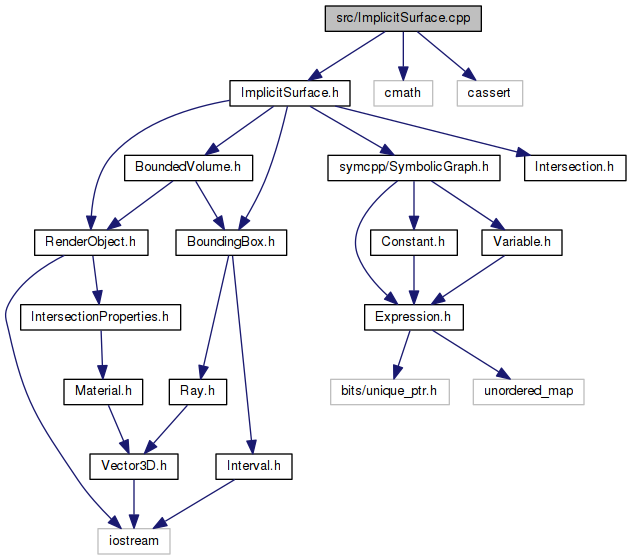 src/ImplicitSurface.cpp
ImplicitSurface.h
cmath
cassert
BoundedVolume.h
symcpp/SymbolicGraph.h
Intersection.h
RenderObject.h
BoundingBox.h
Constant.h
Variable.h
IntersectionProperties.h
Expression.h
Material.h
Ray.h
bits/unique_ptr.h
unordered_map
Vector3D.h
Interval.h
iostream